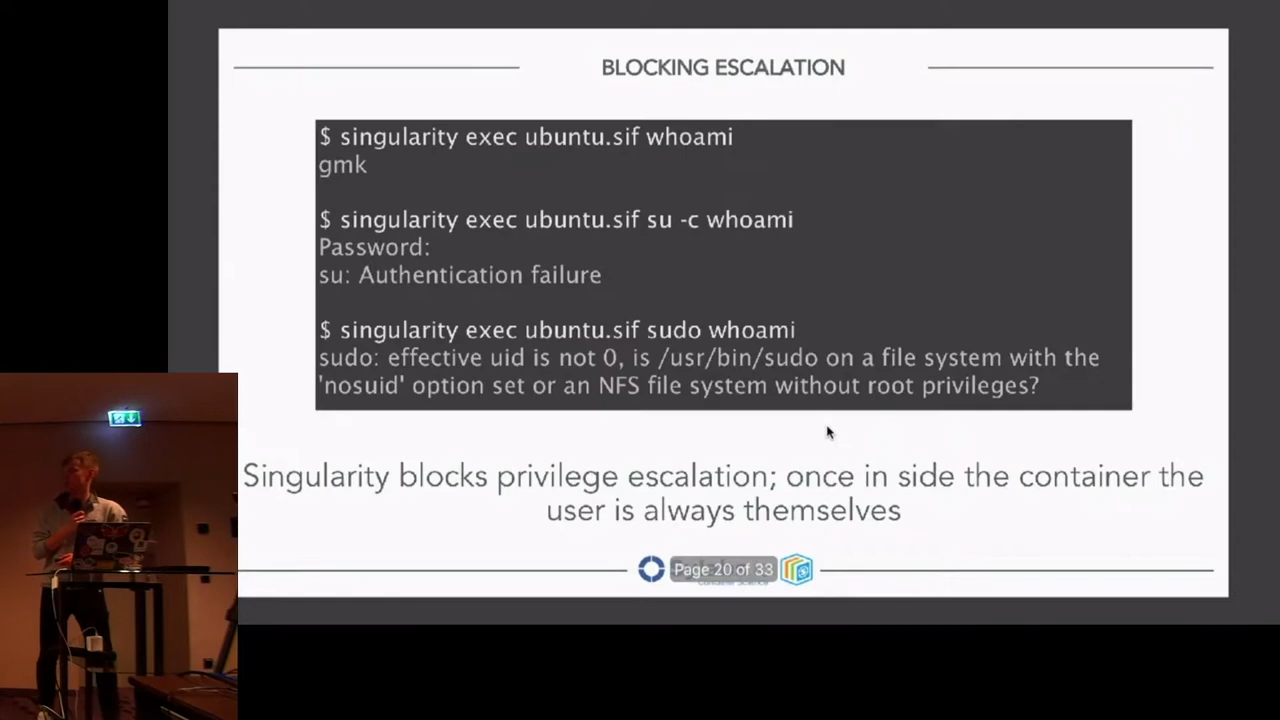 BLOCKING ESCALATION
$ singularity exec ubuntu.sif whoami
gmk
$ singularity exec ubuntu.sif su -c whoami
Password:
su: Authentication failure
$ singularity exec ubuntu.sif sudo whoami
sudo: effective uid is not 0, is /usr/bin/sudo on a file system with the
'nosuid' option set or an NFS file system without root privileges?
Singularity blocks privilege escalation; once in side the container the
user is always themselves
Page 20 of 33